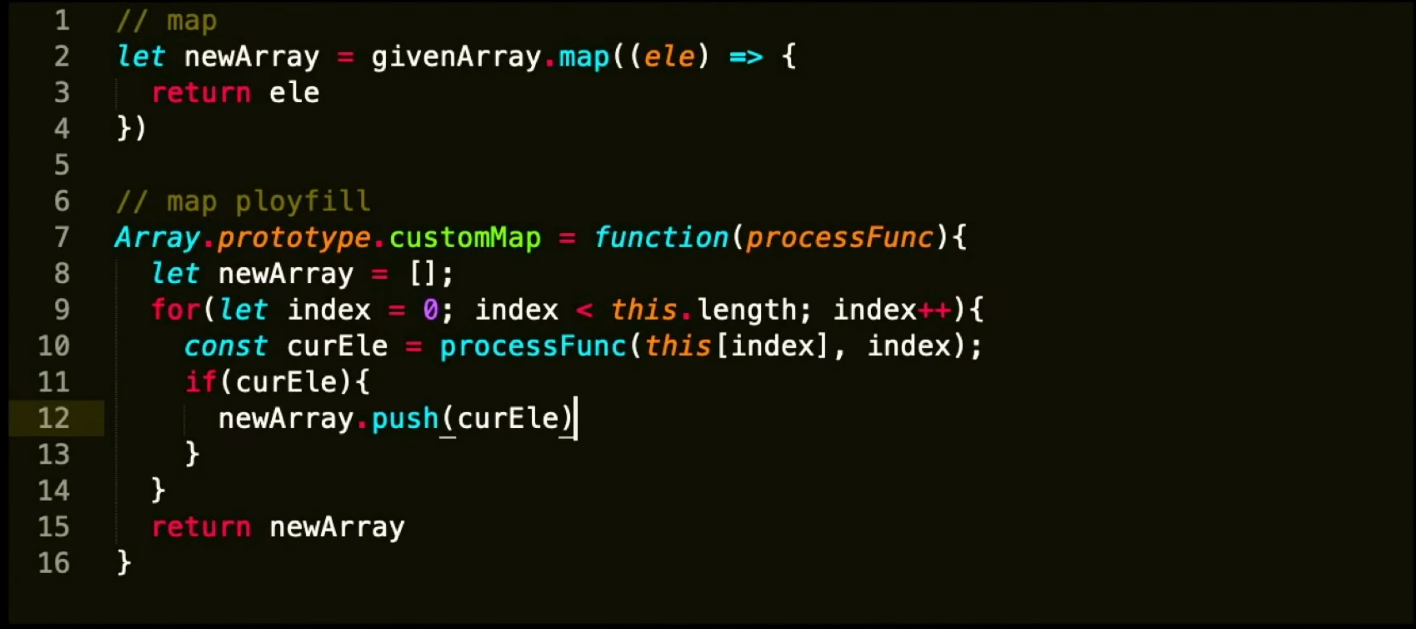 1 // map
2 let newArray = givenArray.map((ele) => {
3 return ele
4 })
5
6 // map ployfill
7 Array.prototype.customMap = function(processFunc){
8 let newArray = [];
9 for(let index = 0; index < this.length; index++){
10 const curEle = processFunc(this[index], index);
11 if(curEle){
12 newArray.push(curEle)
13 }
14 }
15 return newArray
16 }